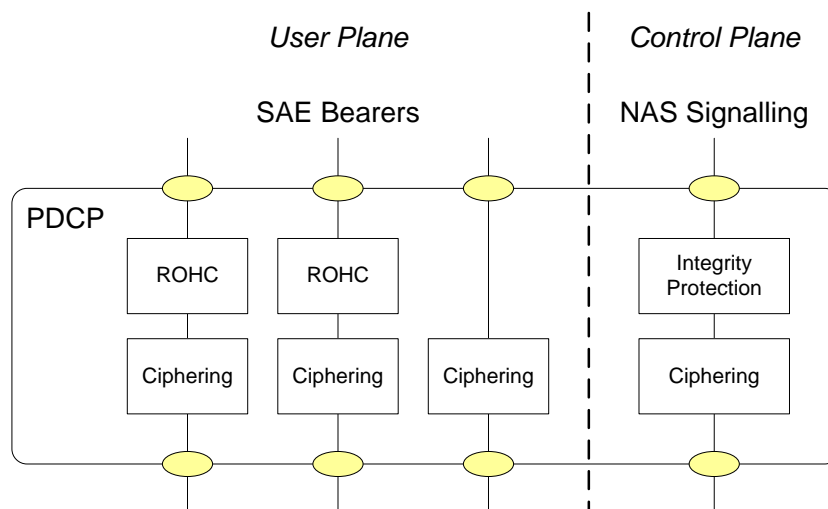 User Plane
Control Plane
SAE Bearers
NAS Signalling
PDCP
ROHC
ROHC
Integrity
Protection
Ciphering
Ciphering
Ciphering
Ciphering